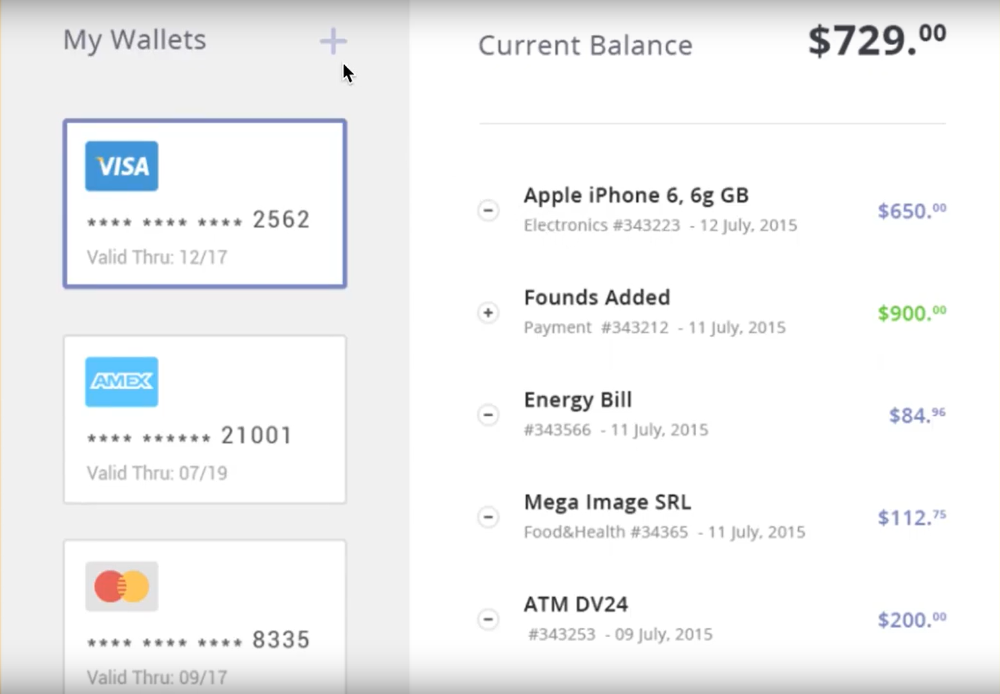 My Wallets
VISA
**** **** **** 2562
Valid Thru: 12/17
AMEX
**** ****** 21001
Valid Thru: 07/19
**** **** **** 8335
Valid Thru: 09/17
Current Balance $729.00
Apple iPhone 6, 6g GB
Electronics #343223 - 12 July, 2015
$650.00
Founds Added
Payment #343212 - 11 July, 2015
$900.00
Energy Bill
#343566 - 11 July, 2015
$84.96
Mega Image SRL
Food&Health #34365 - 11 July, 2015
$112.75
ATM DV24
#343253 - 09 July, 2015
$200.00